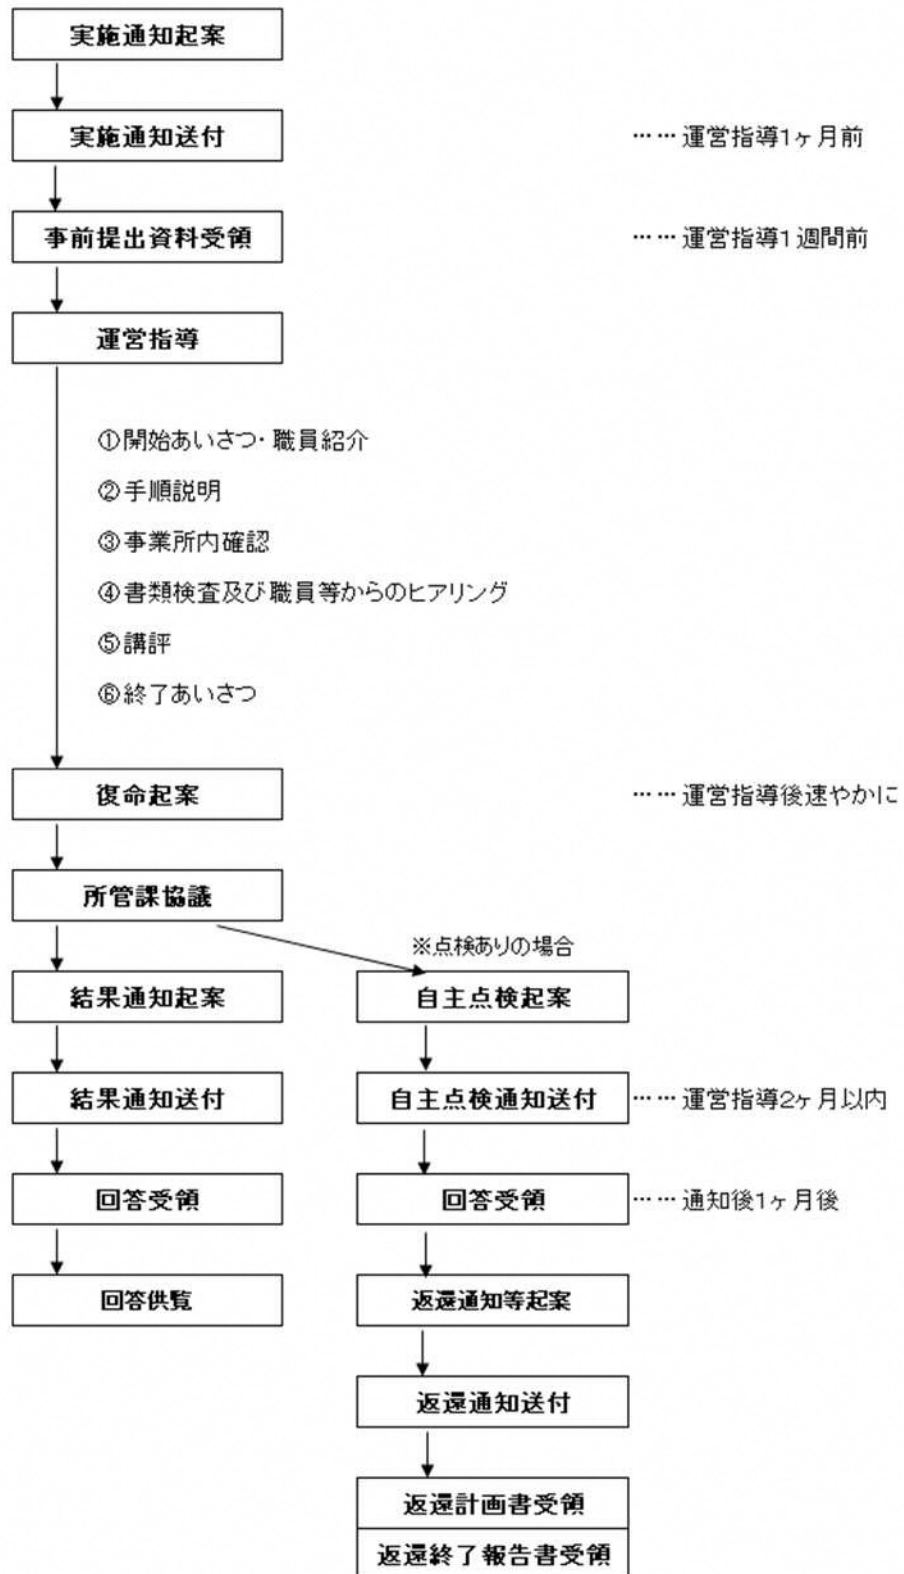 実施通知起案
実施通知送付
……運営指導1ヶ月前
事前提出資料受領
……運営指導1週間前
運営指導
①開始あいさつ・職員紹介
②手順説明
③事業所内確認
④書類検査及び職員等からのヒアリング
⑤講評
⑥終了あいさつ
復命起案
……運営指導後速やかに
所管課協議
※点検ありの場合
結果通知起案
自主点検起案
結果通知送付
自主点検通知送付
……運営指導2ヶ月以内
回答受領
回答受領
……通知後1ヶ月後
回答供覧
返還通知等起案
返還通知送付
返還計画書受領
返還終了報告書受領